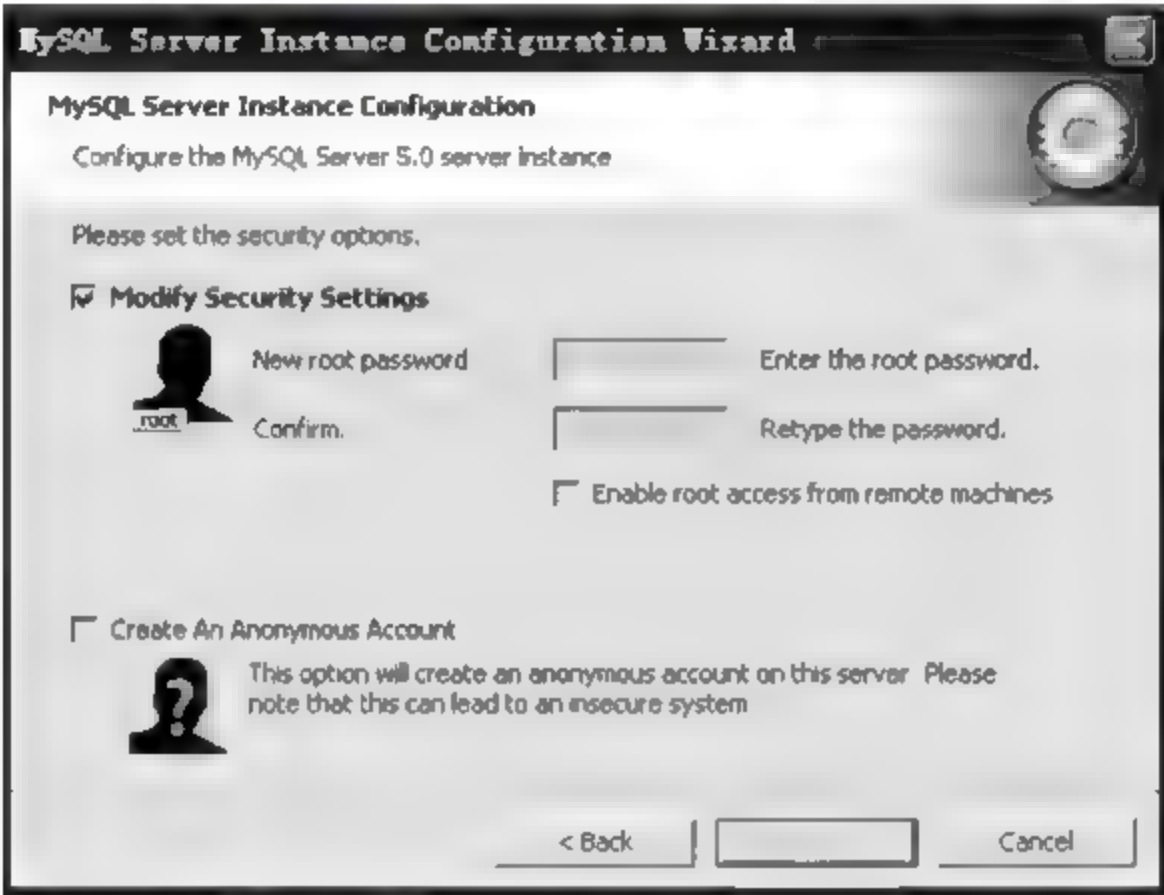 MySQL Server Instance Configuration Wizard
MySQL Server Instance Configuration
Configure the MySQL Server 5.0 server instance
Please set the security options.
Modify Security Settings
New root password Enter the root password.
root
Confirm. Retype the password.
Enable root access from remote machines
Create An Anonymous Account
This option will create an anonymous account on this server Please
note that this can lead to an insecure system
?
< Back Cancel